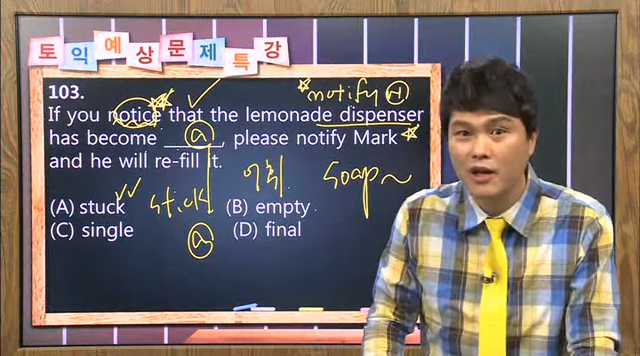 토익 예상문제 특강
103.
notify
If you notice that the lemonade dispenser
has become ______, please notify Mark
and he will re-fill it.
a
어휘
soap~
(A) stuck
stick
(B) empty
(C) single
a
(D) final